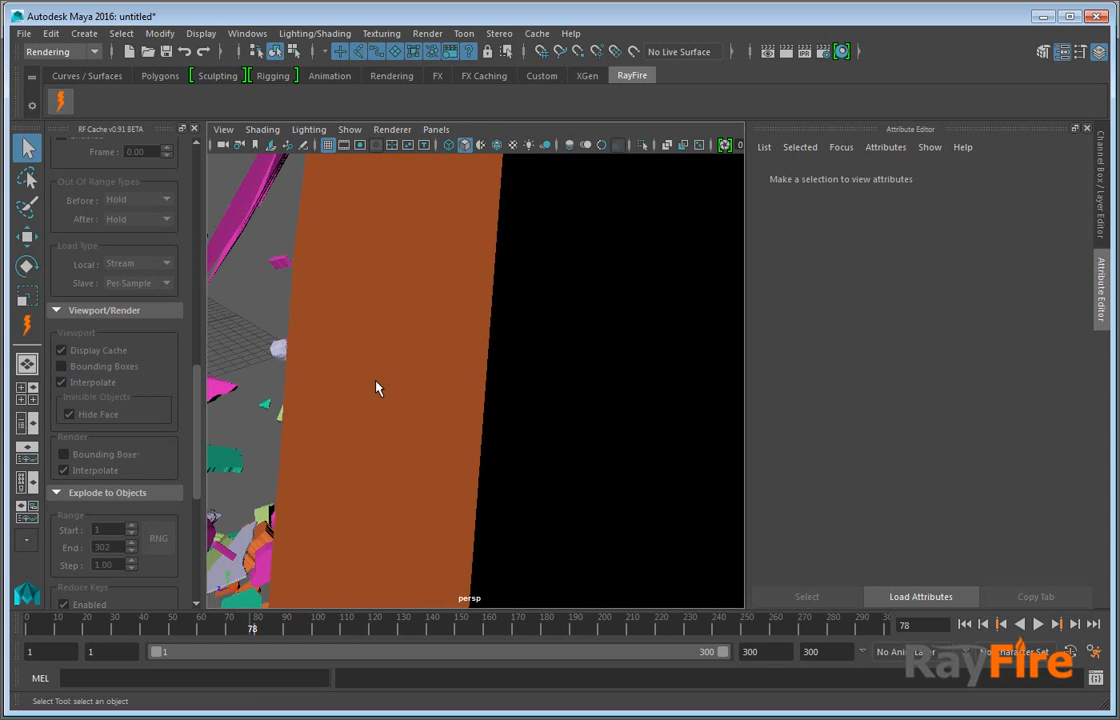 Autodesk Maya 2016: untitled*
File Edit Create Select Modify Display Windows Lighting/Shading Texturing Render Toon Stereo Cache Help
Rendering No Live Surface
Curves / Surfaces Polygons Sculpting Rigging Animation Rendering FX FX Caching Custom XGen RayFire
RF Cache v0.91 BETA
View Shading Lighting Show Renderer Panels
Attribute Editor
0
List Selected Focus Attributes Show Help
Make a selection to view attributes
Channel Box / Layer Editor
Attribute Editor
Frame : 0.00
Out Of Range Types
Before : Hold
After : Hold
Load Type
Local : Stream
Slave : Per-Sample
Viewport/Render
Viewport
Display Cache
Bounding Boxes
Interpolate
Invisible Objects
Hide Face
Render
Bounding Boxe:
Interpolate
Explode to Objects
Range
Start : 1
End : 302
Step : 1.00
RNG
Reduce Keys
Enabled
persp
Select Load Attributes Copy Tab
0 10 20 30 40 50 60 70 80 90 100 110 120 130 140 150 160 170 180 190 200 210 220 230 240 250 260 270 280 290 30
78
78
1 1 1 300 300 300 No Anim Layer No Character Set
RayFire
MEL
Select Tool: select an object